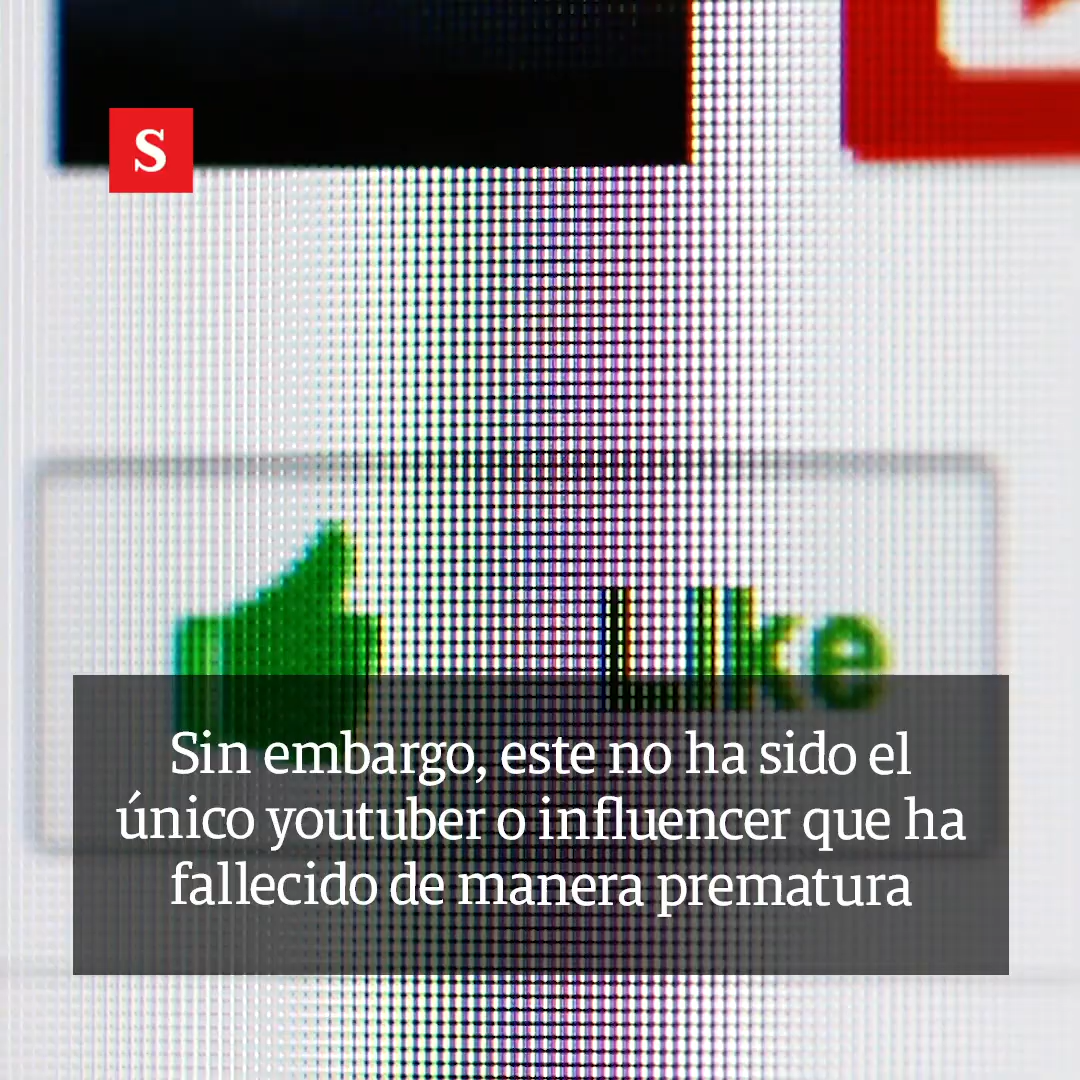 S
Like
Sin embargo, este no ha sido el
único youtuber o influencer que ha
fallecido de manera prematura